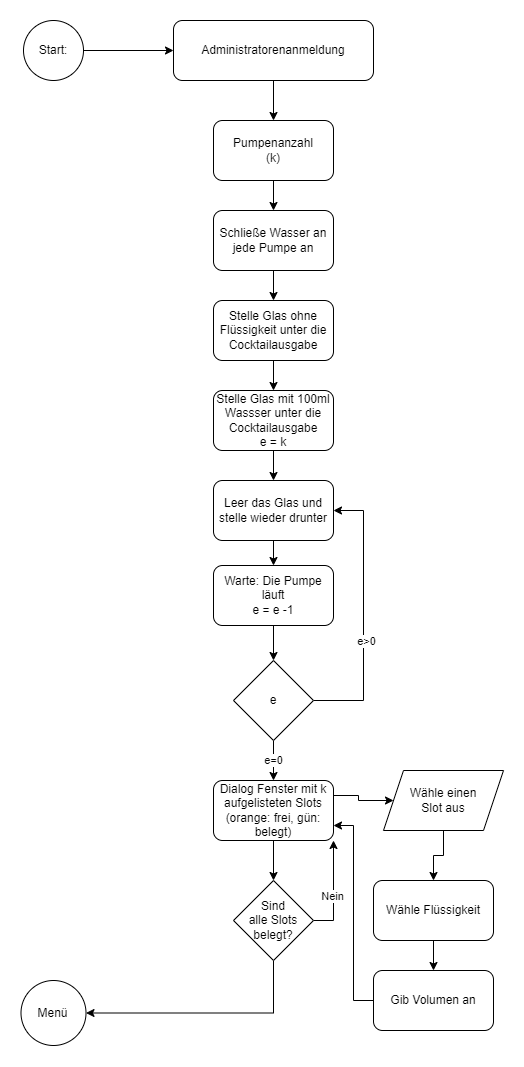 Start:
Administratorenanmeldung
Pumpenanzahl
(k)
Schließe Wasser an
jede Pumpe an
Stelle Glas ohne
Flüssigkeit unter die
Cocktailausgabe
Stelle Glas mit 100ml
Wassser unter die
Cocktailausgabe
e = k
Leer das Glas und
stelle wieder drunter
Warte: Die Pumpe
läuft
e = e -1
e>0
e
e=0
Dialog Fenster mit k
aufgelisteten Slots
(orange: frei, gün:
belegt)
Wähle einen
Slot aus
Nein
Sind
alle Slots
belegt?
Wähle Flüssigkeit
Gib Volumen an
Menü